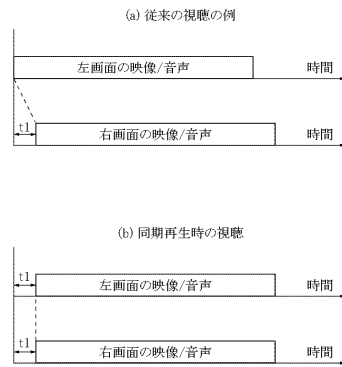 (a) 従来の視聴の例
左画面の映像/音声
時間
t1
右画面の映像/音声
時間
(b) 同期再生時の視聴
t1
左画面の映像/音声
時間
t1
右画面の映像/音声
時間